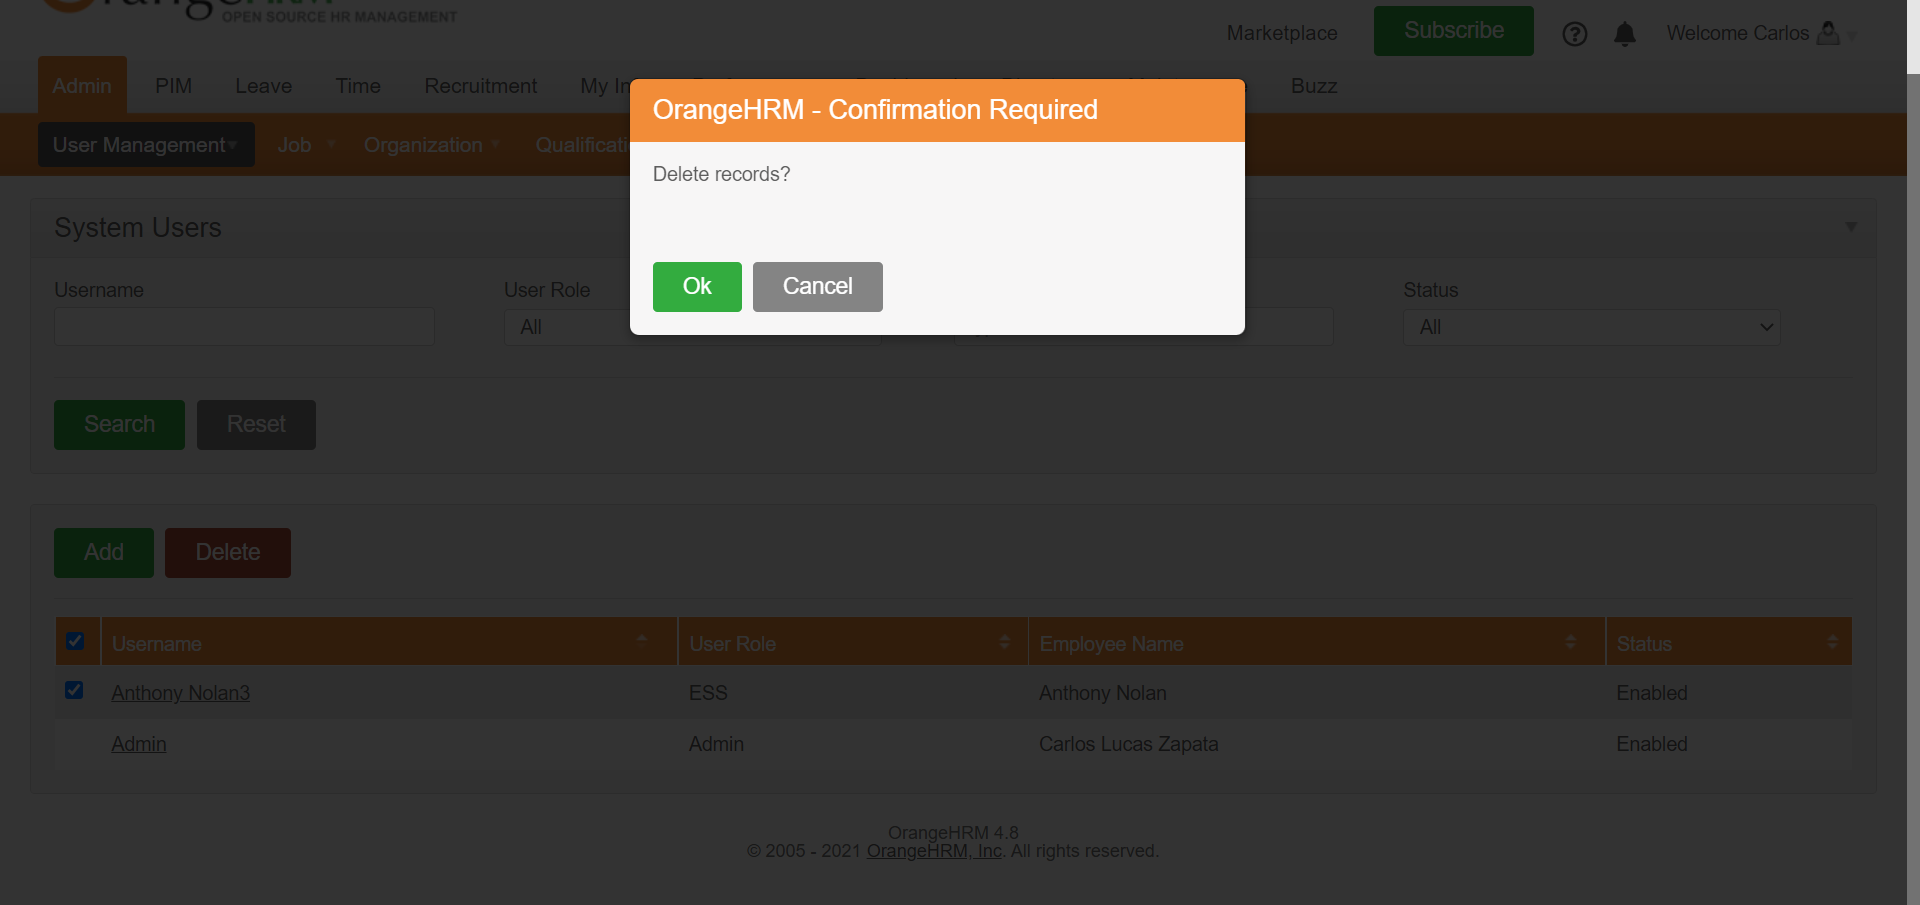 OPEN SOURCE HR MANAGEMENT
Marketplace
Subscribe
Welcome Carlos
Admin
PIM
Leave
Time
Recruitment
My In
Buzz
User Management
Job
Organization
Qualificati
OrangeHRM - Confirmation Required
Delete records?
Ok
Cancel
System Users
Username
User Role
Status
All
All
Search
Reset
Add
Delete
Username
User Role
Employee Name
Status
Anthony Nolan3
ESS
Anthony Nolan
Enabled
Admin
Admin
Carlos Lucas Zapata
Enabled
OrangeHRM 4.8
© 2005 - 2021 OrangeHRM, Inc. All rights reserved.